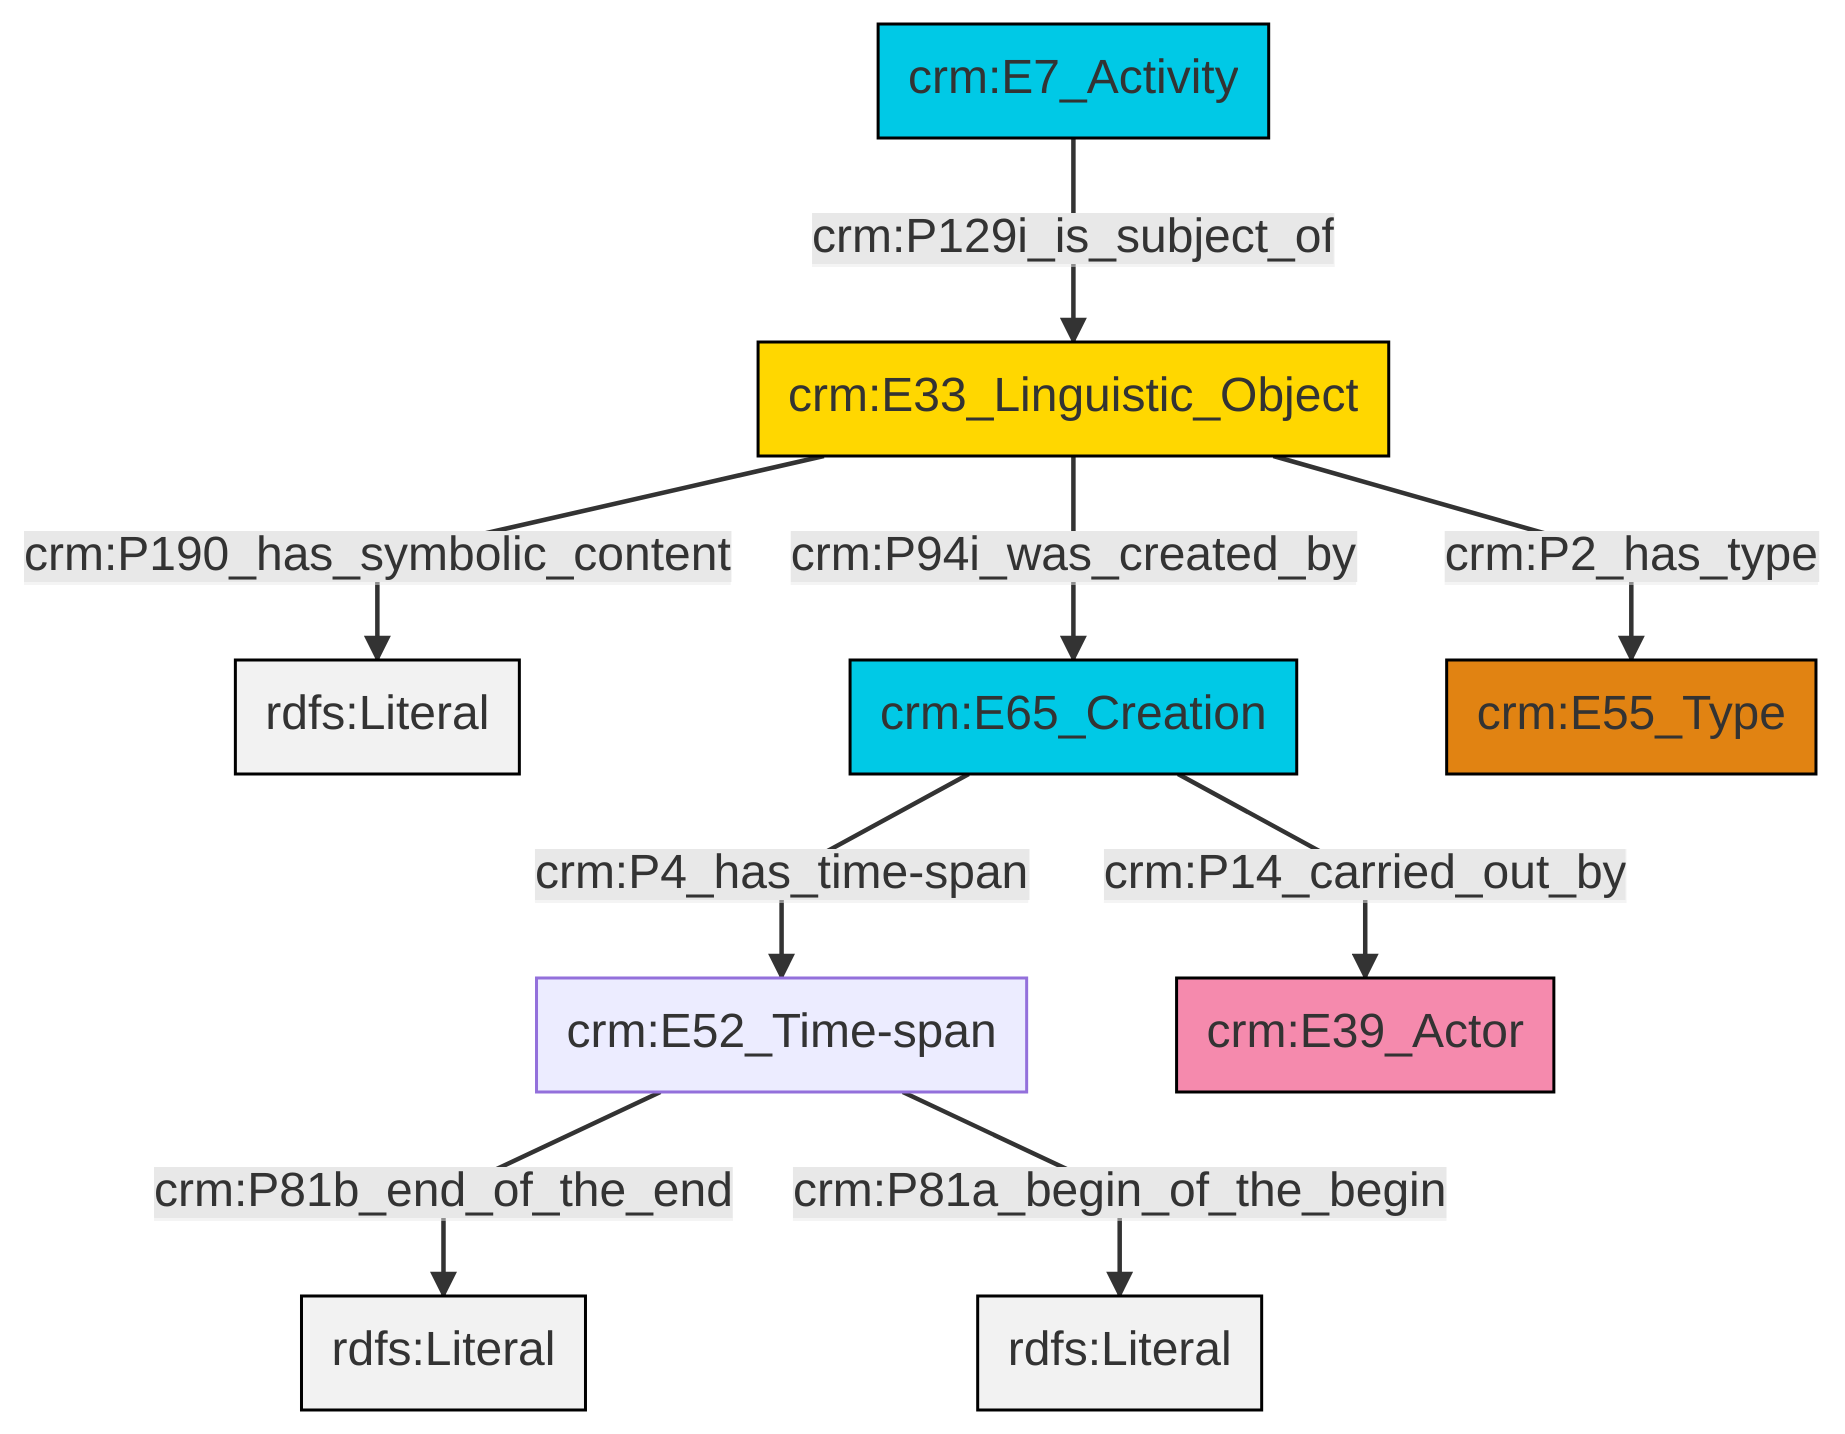 crm:E7_Activity
crm:P129i_is_subject_of
crm:E33_Linguistic_Object
crm:P190_has_symbolic_content
crm:P94i_was_created_by
crm:P2_has_type
rdfs:Literal
crm:E65_Creation
crm:E55_Type
crm:P4_has_time-span
crm:P14_carried_out_by
crm:E52_Time-span
crm:E39_Actor
crm:P81b_end_of_the_end
crm:P81a_begin_of_the_begin
rdfs:Literal
rdfs:Literal